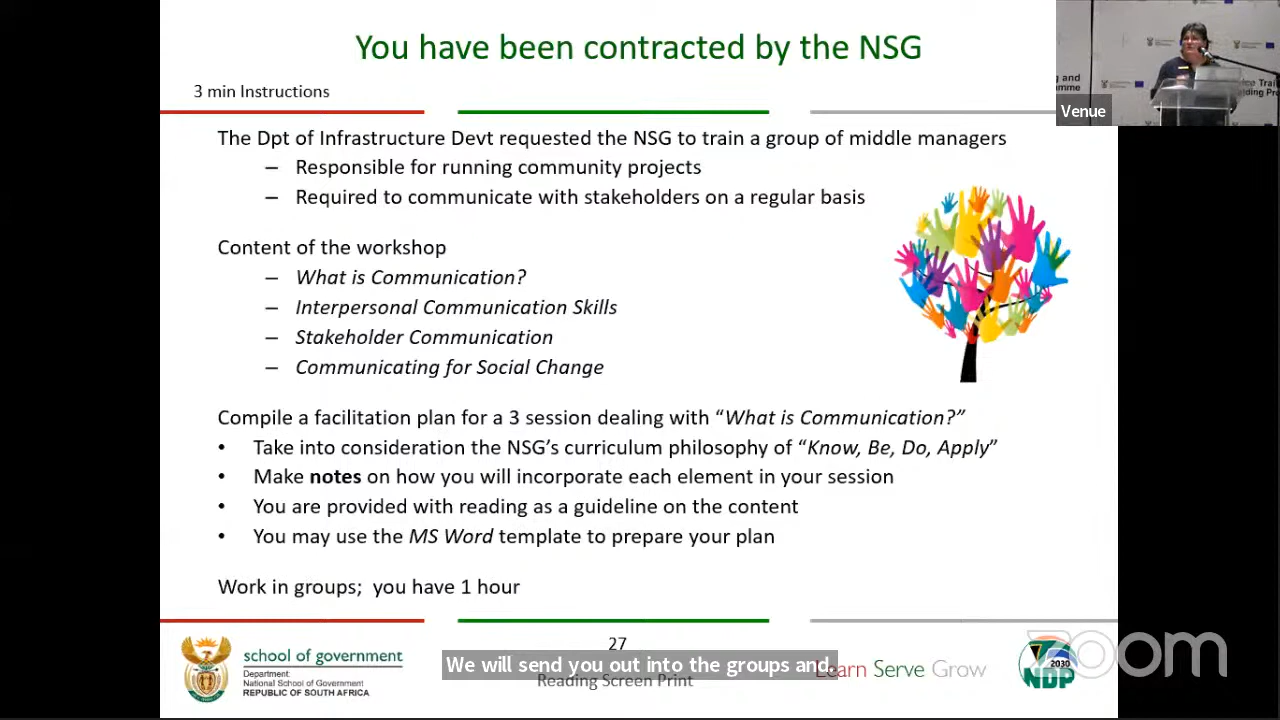 You have been contracted by the NSG
3 min Instructions
Venue
The Dpt of Infrastructure Devt requested the NSG to train a group of middle managers
– Responsible for running community projects
– Required to communicate with stakeholders on a regular basis
Content of the workshop
– What is Communication?
– Interpersonal Communication Skills
– Stakeholder Communication
– Communicating for Social Change
Compile a facilitation plan for a 3 session dealing with “What is Communication?”
• Take into consideration the NSG’s curriculum philosophy of “Know, Be, Do, Apply”
• Make notes on how you will incorporate each element in your session
• You are provided with reading as a guideline on the content
• You may use the MS Word template to prepare your plan
Work in groups; you have 1 hour
27
We will send you out into the groups and.
Reading Screen Print
school of government
Department:
National School of Government
REPUBLIC OF SOUTH AFRICA
Learn Serve Grow
2030
NDP
zoom